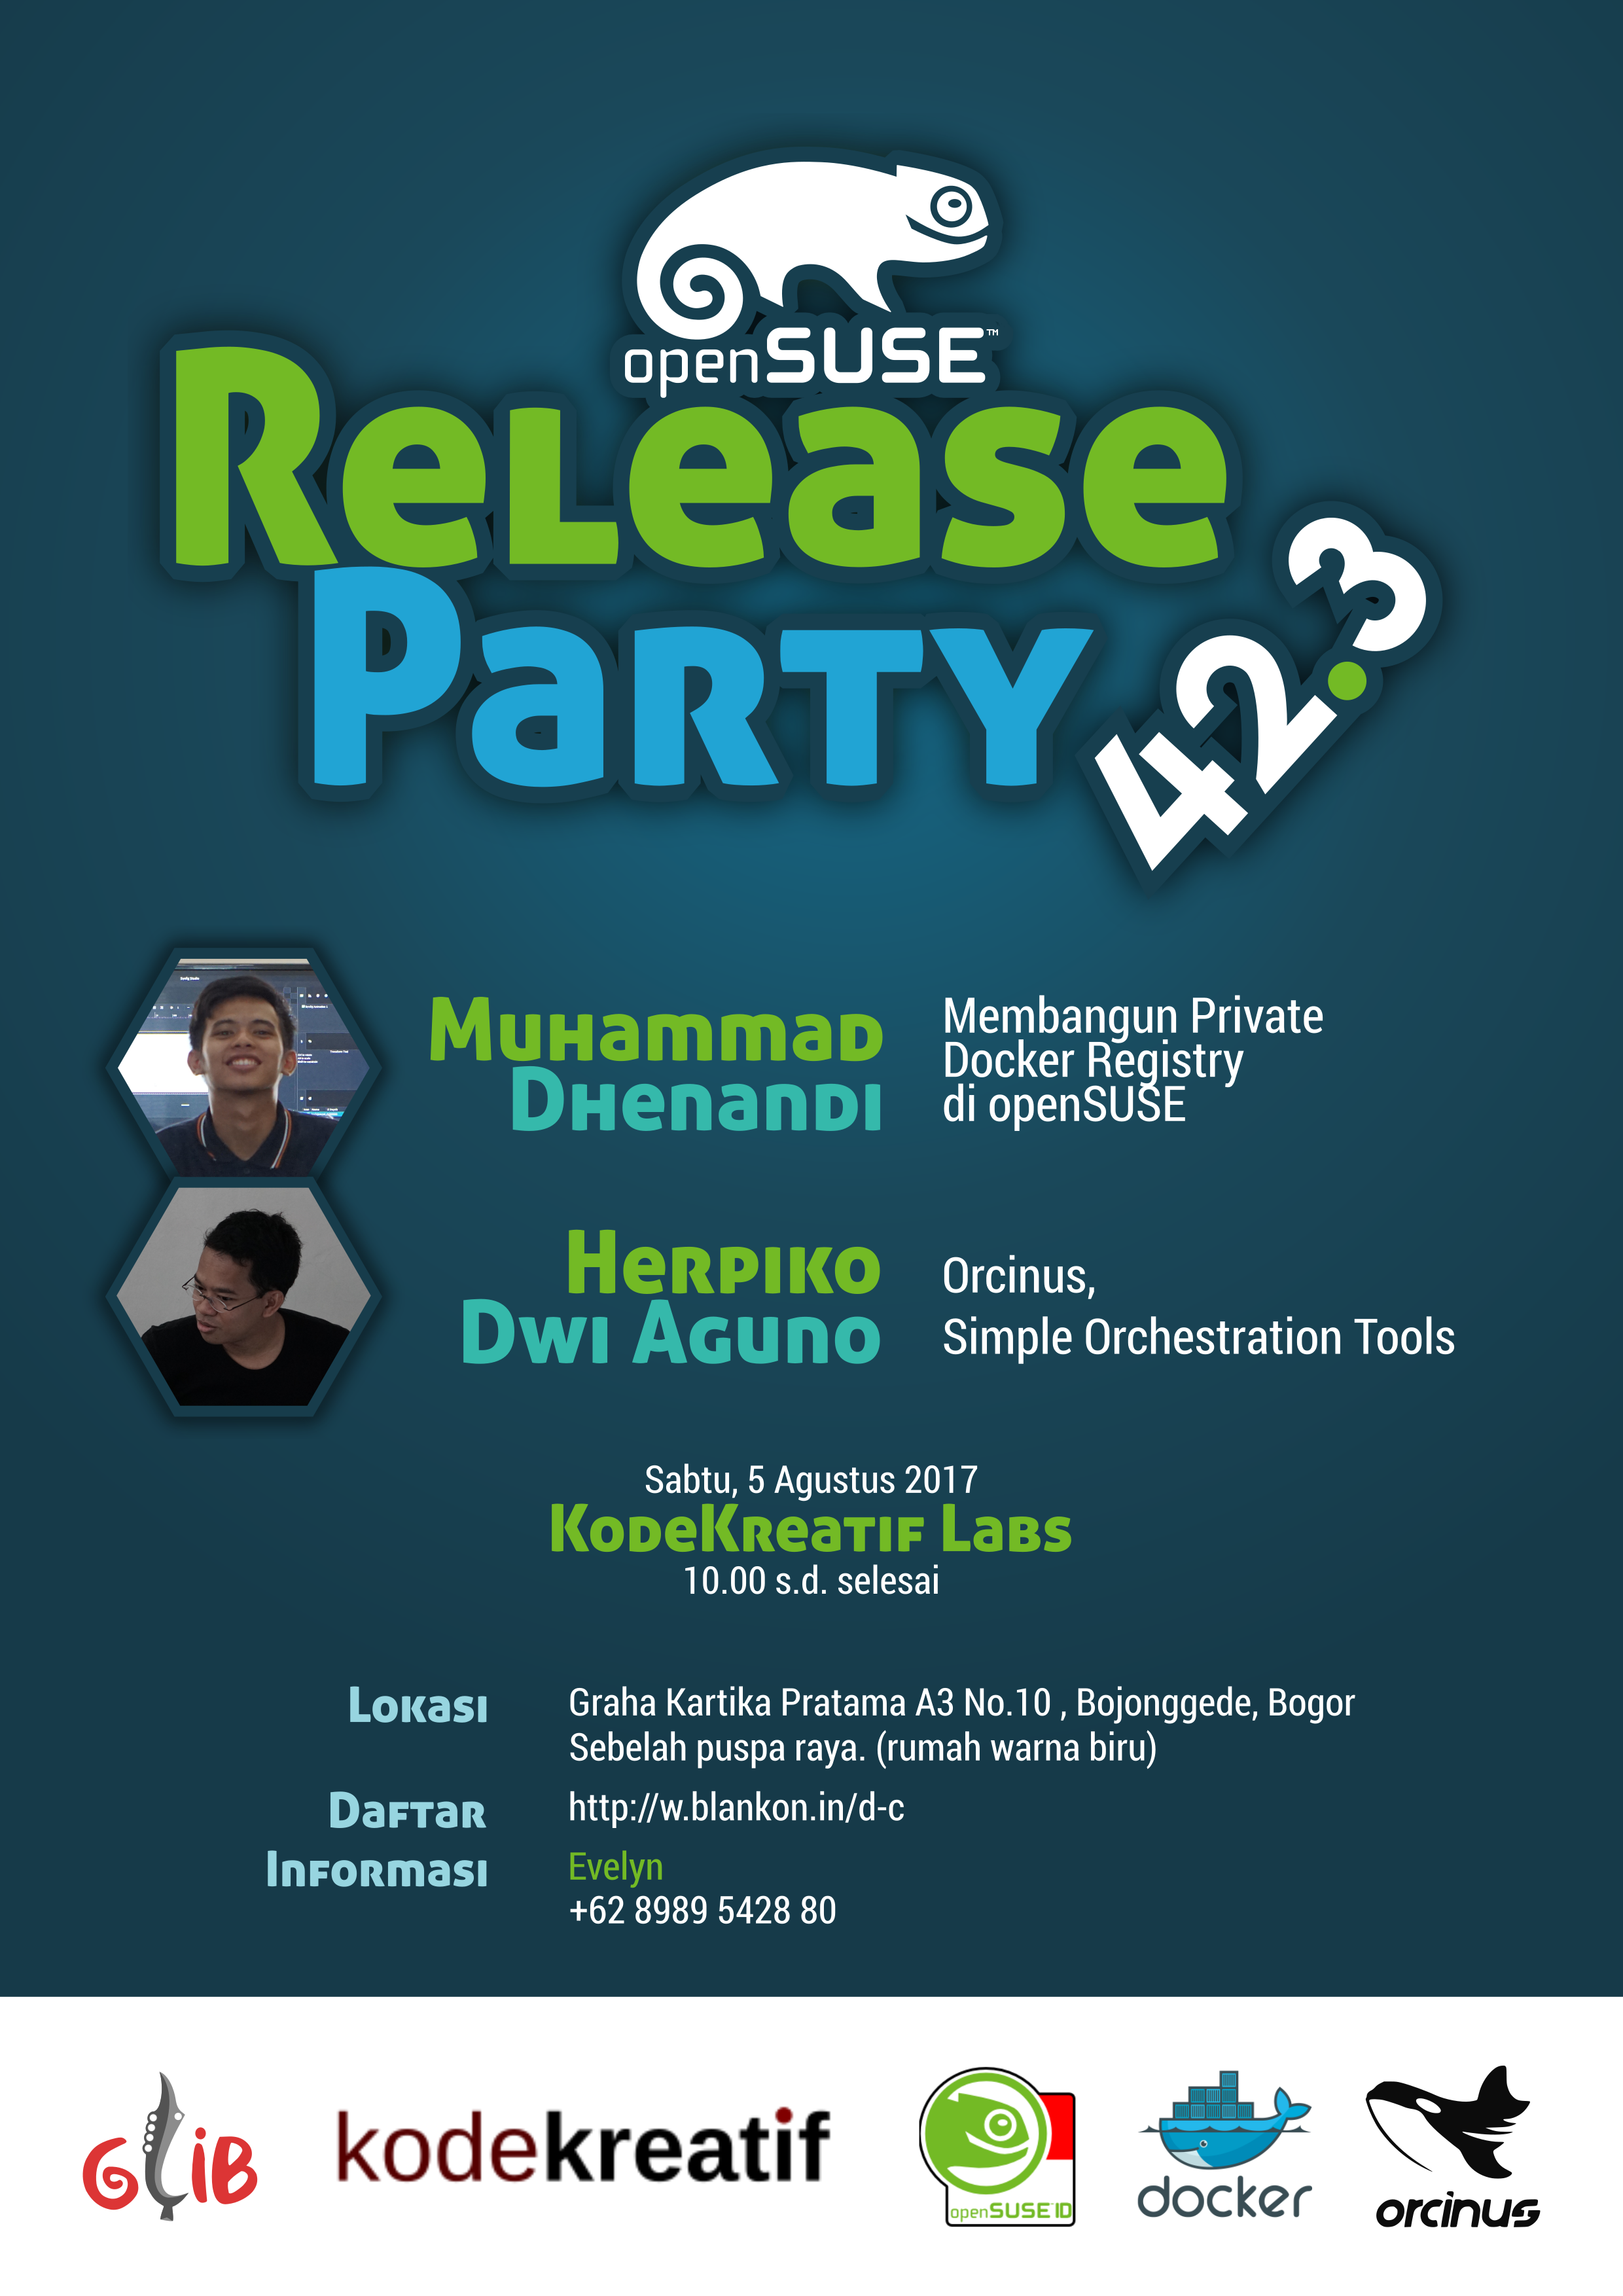 openSUSE™
Release
Party
42.3
Muhammad
Dhenandi
Membangun Private
Docker Registry
di openSUSE
Herpiko
Dwi Aguno
Orcinus,
Simple Orchestration Tools
Sabtu, 5 Agustus 2017
KodeKreatif Labs
10.00 s.d. selesai
Lokasi
Graha Kartika Pratama A3 No.10 , Bojonggede, Bogor
Sebelah puspa raya. (rumah warna biru)
Daftar
http://w.blankon.in/d-c
Informasi
Evelyn
+62 8989 5428 80
GLiB
kodekreatif
openSUSE ID
docker
orcinus